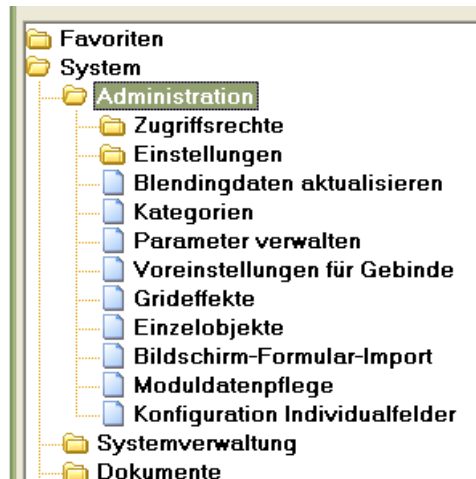 Favoriten
System
Administration
Zugriffsrechte
Einstellungen
Blendingdaten aktualisieren
Kategorien
Parameter verwalten
Voreinstellungen für Gebinde
Grideffekte
Einzelobjekte
Bildschirm-Formular-Import
Moduldatenpflege
Konfiguration Individualfelder
Systemverwaltung
Dokumente